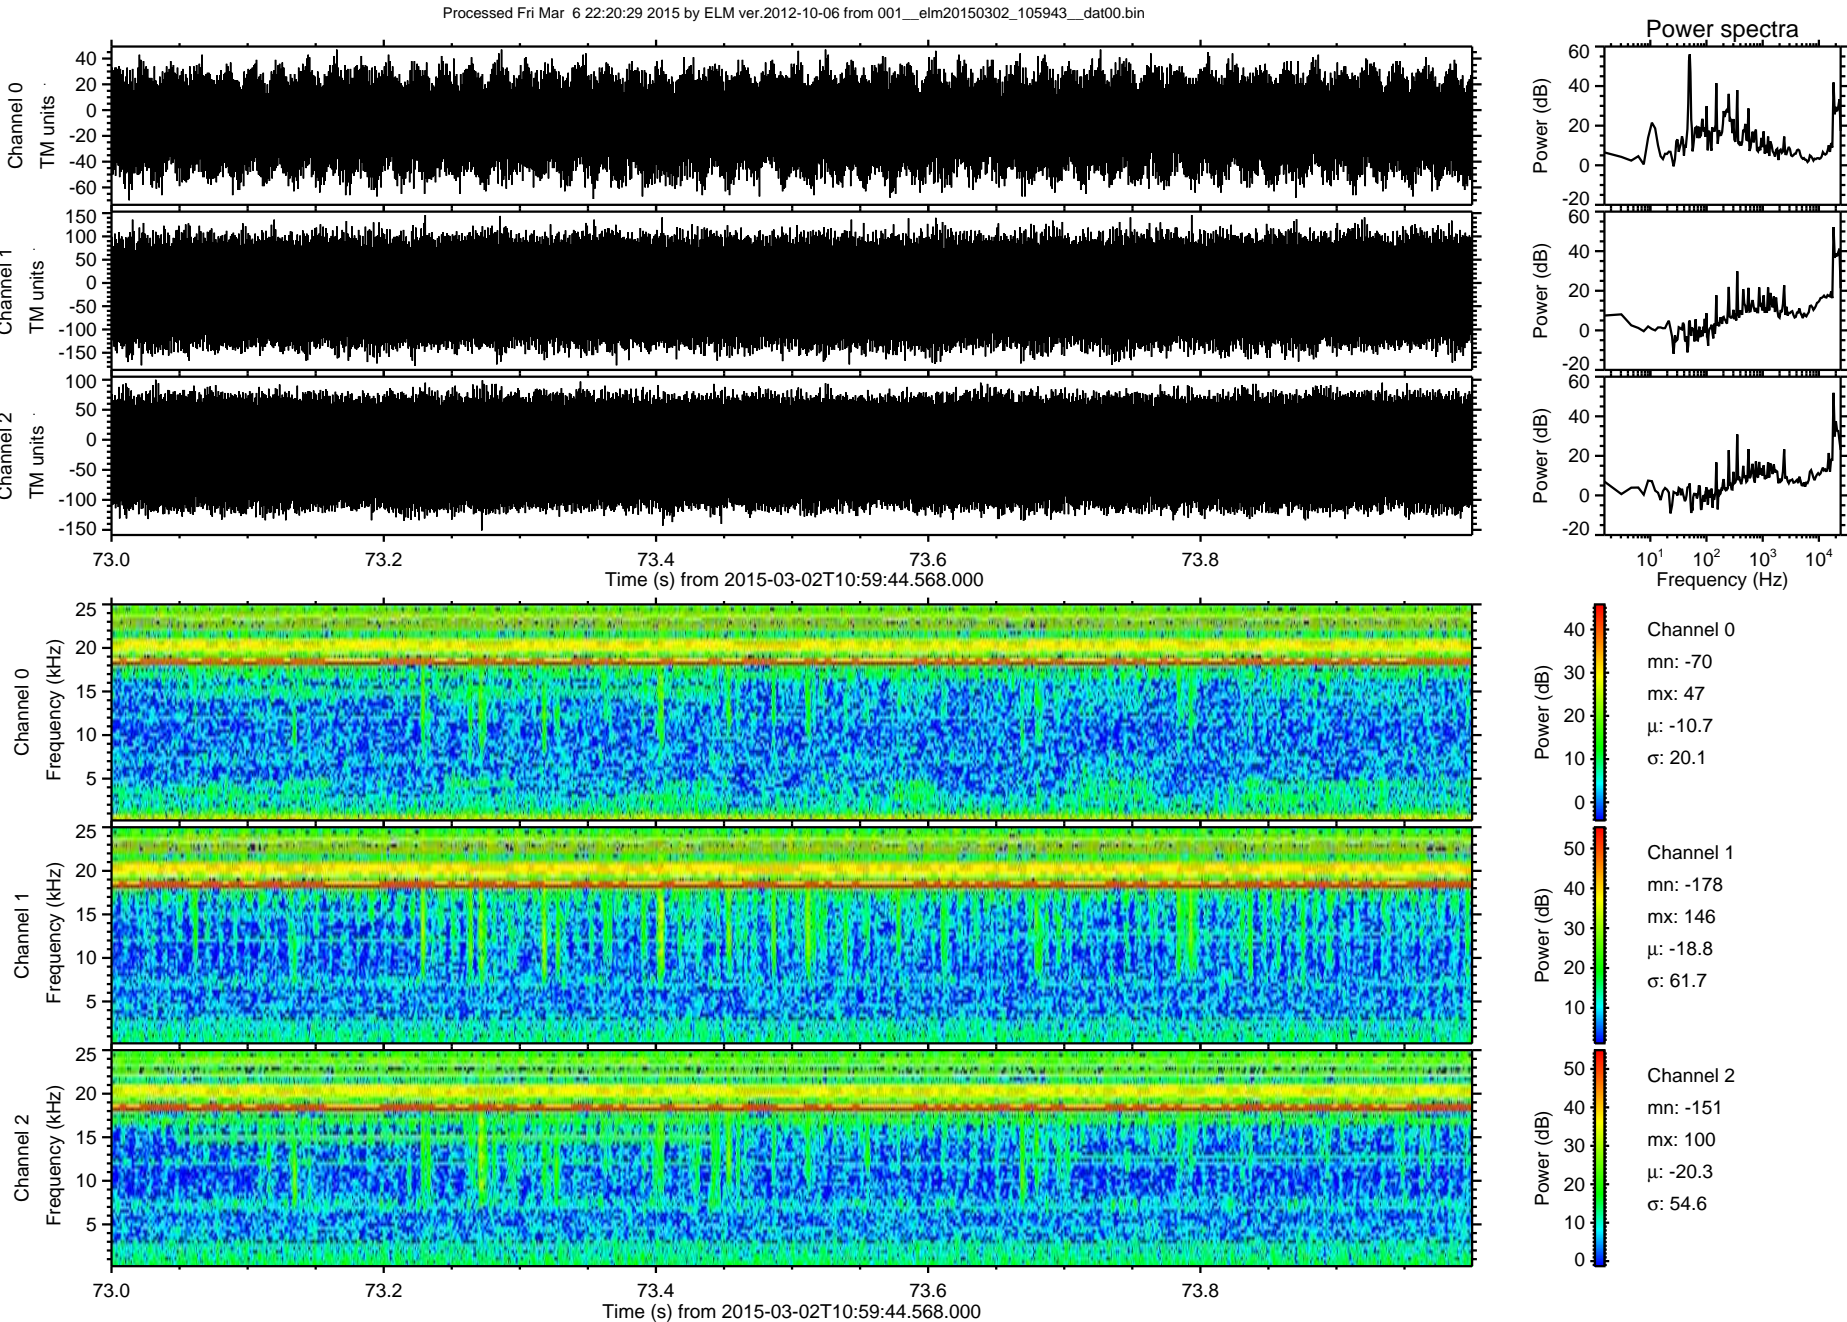 Processed Fri Mar  6 22:20:29 2015 by ELM ver.2012-10-06 from 001__elm20150302_105943__dat00.bin
Power spectra
Channel 0
TM units
40
20
0
-20
-40
-60
Power (dB)
60
40
20
0
-20
Channel 1
TM units
150
100
50
0
-50
-100
-150
Power (dB)
60
40
20
0
-20
Channel 2
TM units
100
50
0
-50
-100
-150
Power (dB)
60
40
20
0
-20
73.0 73.2 73.4 73.6 73.8
Time (s) from 2015-03-02T10:59:44.568.000
10¹ 10² 10³ 10⁴
Frequency (Hz)
Channel 0
Frequency (kHz)
25
20
15
10
5
Power (dB)
40
30
20
10
0
Channel 0
mn: -70
mx: 47
μ: -10.7
σ: 20.1
Channel 1
Frequency (kHz)
25
20
15
10
5
Power (dB)
50
40
30
20
10
Channel 1
mn: -178
mx: 146
μ: -18.8
σ: 61.7
Channel 2
Frequency (kHz)
25
20
15
10
5
Power (dB)
50
40
30
20
10
0
Channel 2
mn: -151
mx: 100
μ: -20.3
σ: 54.6
73.0 73.2 73.4 73.6 73.8
Time (s) from 2015-03-02T10:59:44.568.000